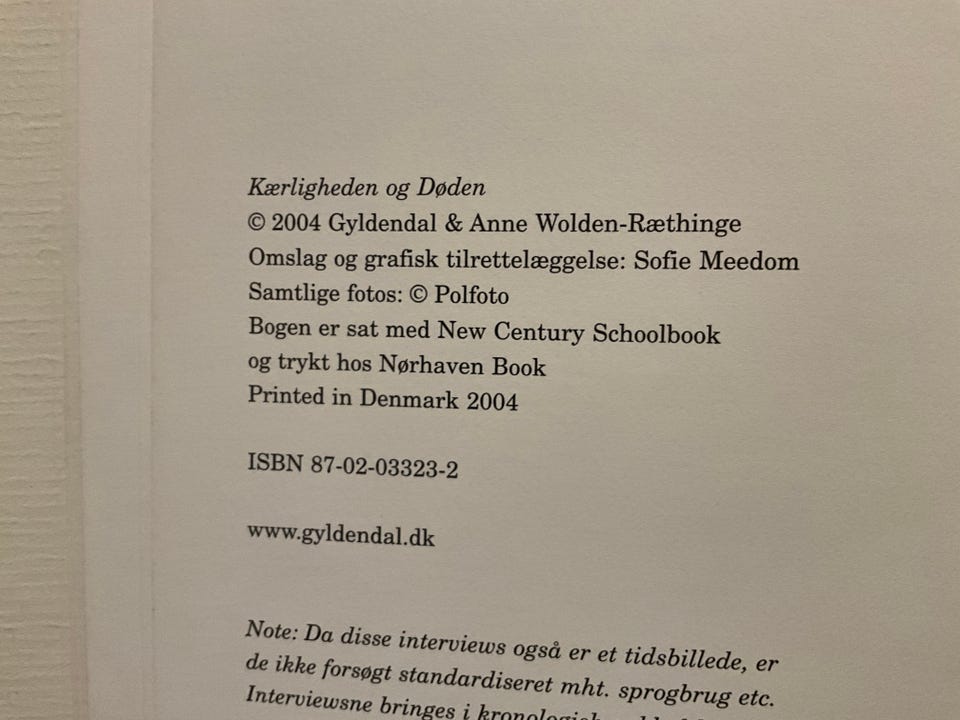 Kærligheden og Døden
© 2004 Gyldendal & Anne Wolden-Ræthinge
Omslag og grafisk tilrettelæggelse: Sofie Meedom
Samtlige fotos: © Polfoto
Bogen er sat med New Century Schoolbook
og trykt hos Nørhaven Book
Printed in Denmark 2004
ISBN 87-02-03323-2
www.gyldendal.dk
Note: Da disse interviews også er et tidsbillede, er
de ikke forsøgt standardiseret mht. sprogbrug etc.
Interviewsne bringes i kronologisk